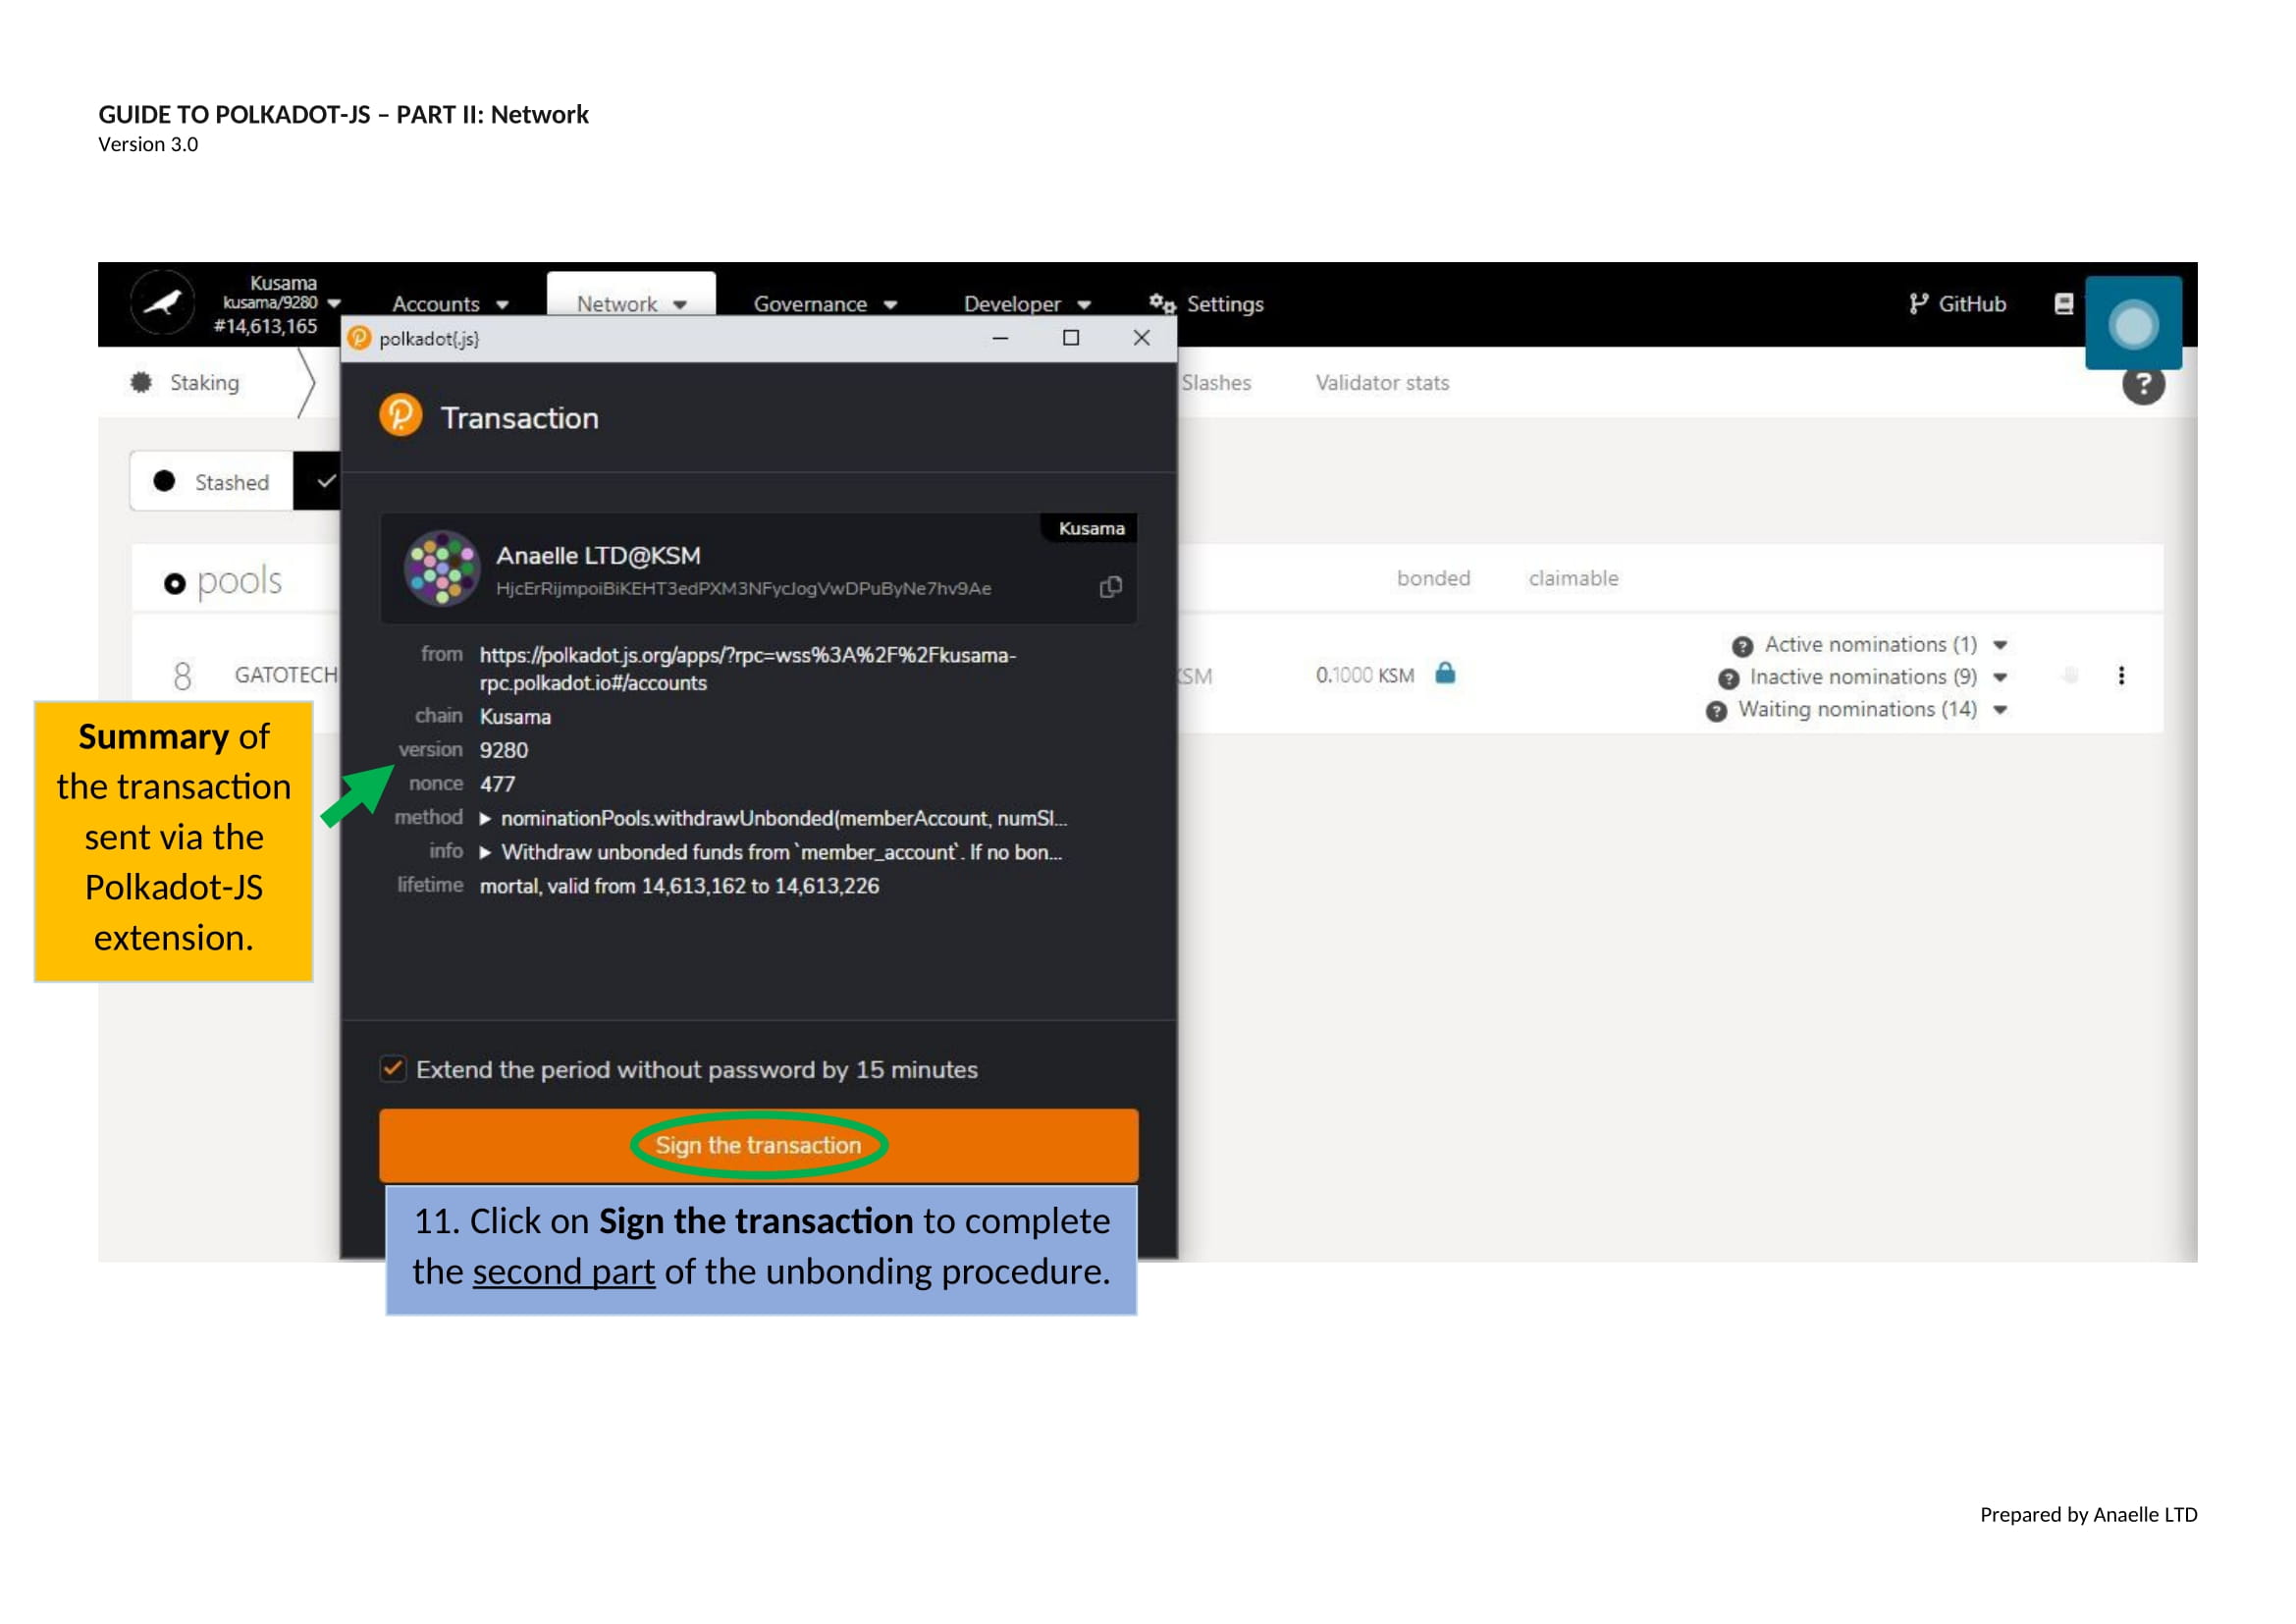 GUIDE TO POLKADOT-JS – PART II: Network
Version 3.0
Kusama
kusama/9280
#14,613,165
Accounts
Network
Governance
Developer
Settings
GitHub
polkadot{.js}
Staking
Slashes
Validator stats
?
Transaction
Stashed
Kusama
Anaelle LTD@KSM
HjcErRijmpoiBiKEHT3edPXM3NFycJogVwDPuByNe7hv9Ae
pools
bonded
claimable
8
GATOTECH
KSM
0.1000 KSM
Active nominations (1)
Inactive nominations (9)
Waiting nominations (14)
from https://polkadot.js.org/apps/?rpc=wss%3A%2F%2Fkusama-
rpc.polkadot.io#/accounts
chain Kusama
version 9280
nonce 477
method nominationPools.withdrawUnbonded(memberAccount, numSl...
info Withdraw unbonded funds from `member_account`. If no bon...
lifetime mortal, valid from 14,613,162 to 14,613,226
Summary of
the transaction
sent via the
Polkadot-JS
extension.
Extend the period without password by 15 minutes
Sign the transaction
11. Click on Sign the transaction to complete
the second part of the unbonding procedure.
Prepared by Anaelle LTD